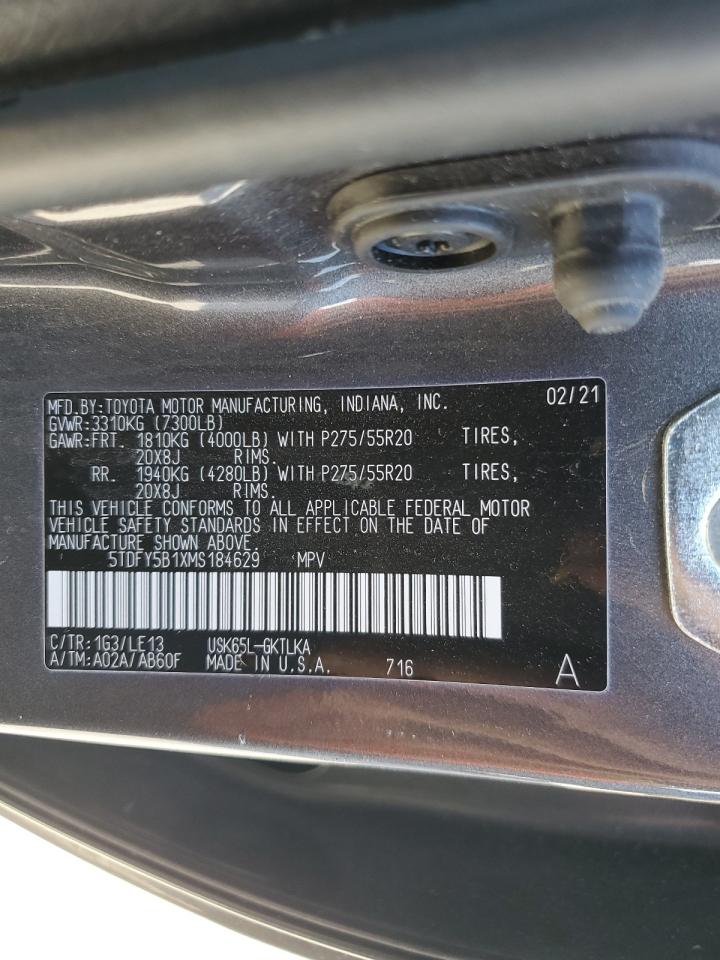 MFD.BY:TOYOTA MOTOR MANUFACTURING, INDIANA, INC. 02/21
GVWR:3310KG (7300LB)
GAWR:FRT. 1810KG (4000LB) WITH P275/55R20 TIRES,
20X8J RIMS.
RR. 1940KG (4280LB) WITH P275/55R20 TIRES,
20X8J RIMS.
THIS VEHICLE CONFORMS TO ALL APPLICABLE FEDERAL MOTOR
VEHICLE SAFETY STANDARDS IN EFFECT ON THE DATE OF
MANUFACTURE SHOWN ABOVE.
5TDFY5B1XMS184629 MPV
C/TR:1G3/LE13 USK65L-GKTLKA
A/TM:A02A/AB60F MADE IN U.S.A. 716 A